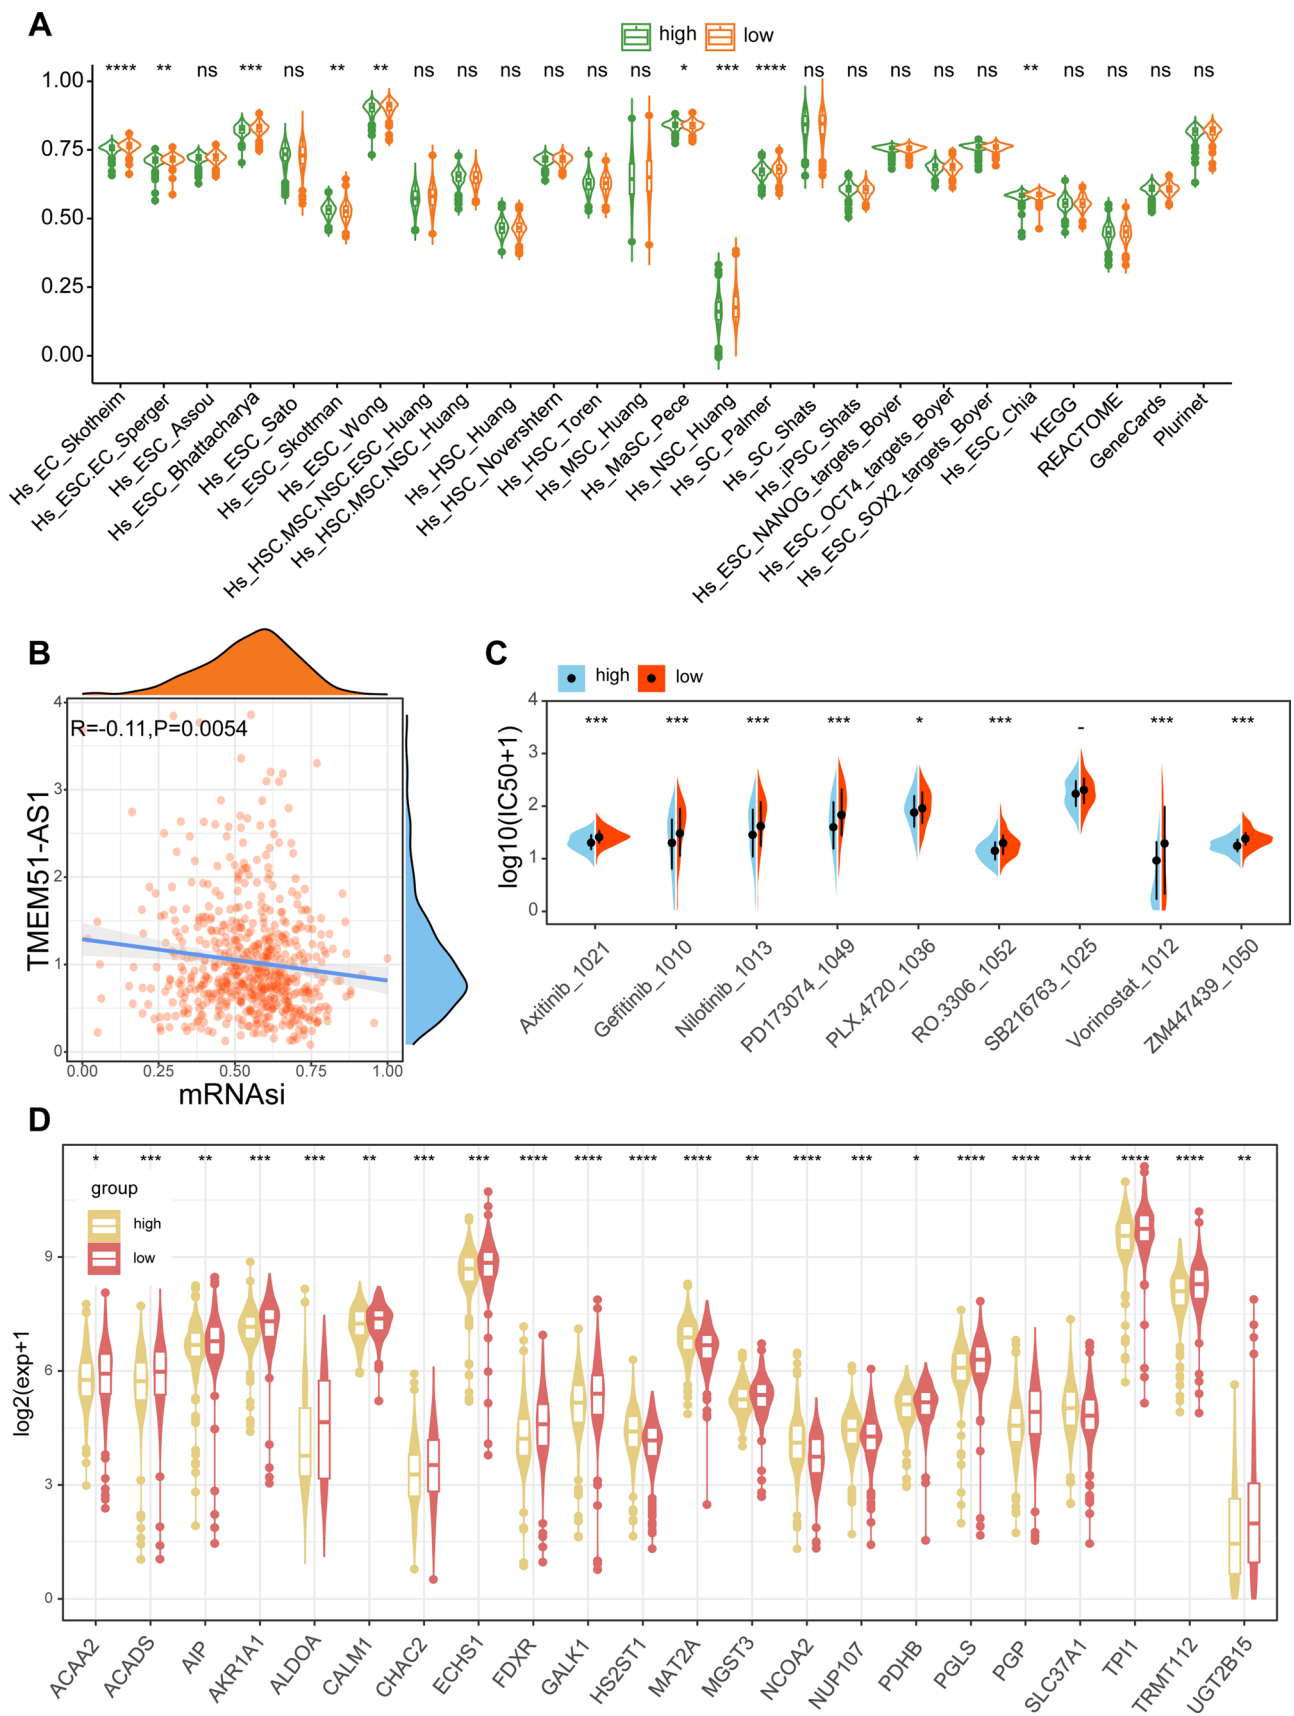 A
high low
**** ** ns *** ns ** ** ns ns ns ns ns ns * *** **** ns ns ns ns ns ** ns ns ns ns
1.00
0.75
0.50
0.25
0.00
Hs_EC_Skotheim
Hs_ESC.EC_Sperger
Hs_ESC_Assou
Hs_ESC_Bhattacharya
Hs_ESC_Sato
Hs_ESC_Skottman
Hs_ESC_Wong
Hs_HSC.MSC.NSC.ESC_Huang
Hs_HSC.MSC.NSC_Huang
Hs_HSC_Huang
Hs_HSC_Novershtern
Hs_HSC_Toren
Hs_MSC_Huang
Hs_MaSC_Pece
Hs_NSC_Huang
Hs_SC_Palmer
Hs_SC_Shats
Hs_iPSC_Shats
Hs_ESC_NANOG_targets_Boyer
Hs_ESC_OCT4_targets_Boyer
Hs_ESC_SOX2_targets_Boyer
Hs_ESC_Chia
KEGG
REACTOME
GeneCards
Plurinet
B
R=-0.11,P=0.0054
TMEM51-AS1
4
3
2
1
0
0.00 0.25 0.50 0.75 1.00
mRNAsi
C
high low
*** *** *** *** * *** - *** ***
log10(IC50+1)
4
3
2
1
0
Axitinib_1021
Gefitinib_1010
Nilotinib_1013
PD173074_1049
PLX.4720_1036
RO.3306_1052
SB216763_1025
Vorinostat_1012
ZM447439_1050
D
* *** ** *** *** ** *** *** **** **** **** **** ** **** *** * **** **** *** **** **** **
group
high
low
log2(exp+1
9
6
3
0
ACAA2
ACADS
AIP
AKR1A1
ALDOA
CALM1
CHAC2
ECHS1
FDXR
GALK1
HS2ST1
MAT2A
MGST3
NCOA2
NUP107
PDHB
PGLS
PGP
SLC37A1
TPI1
TRMT112
UGT2B15